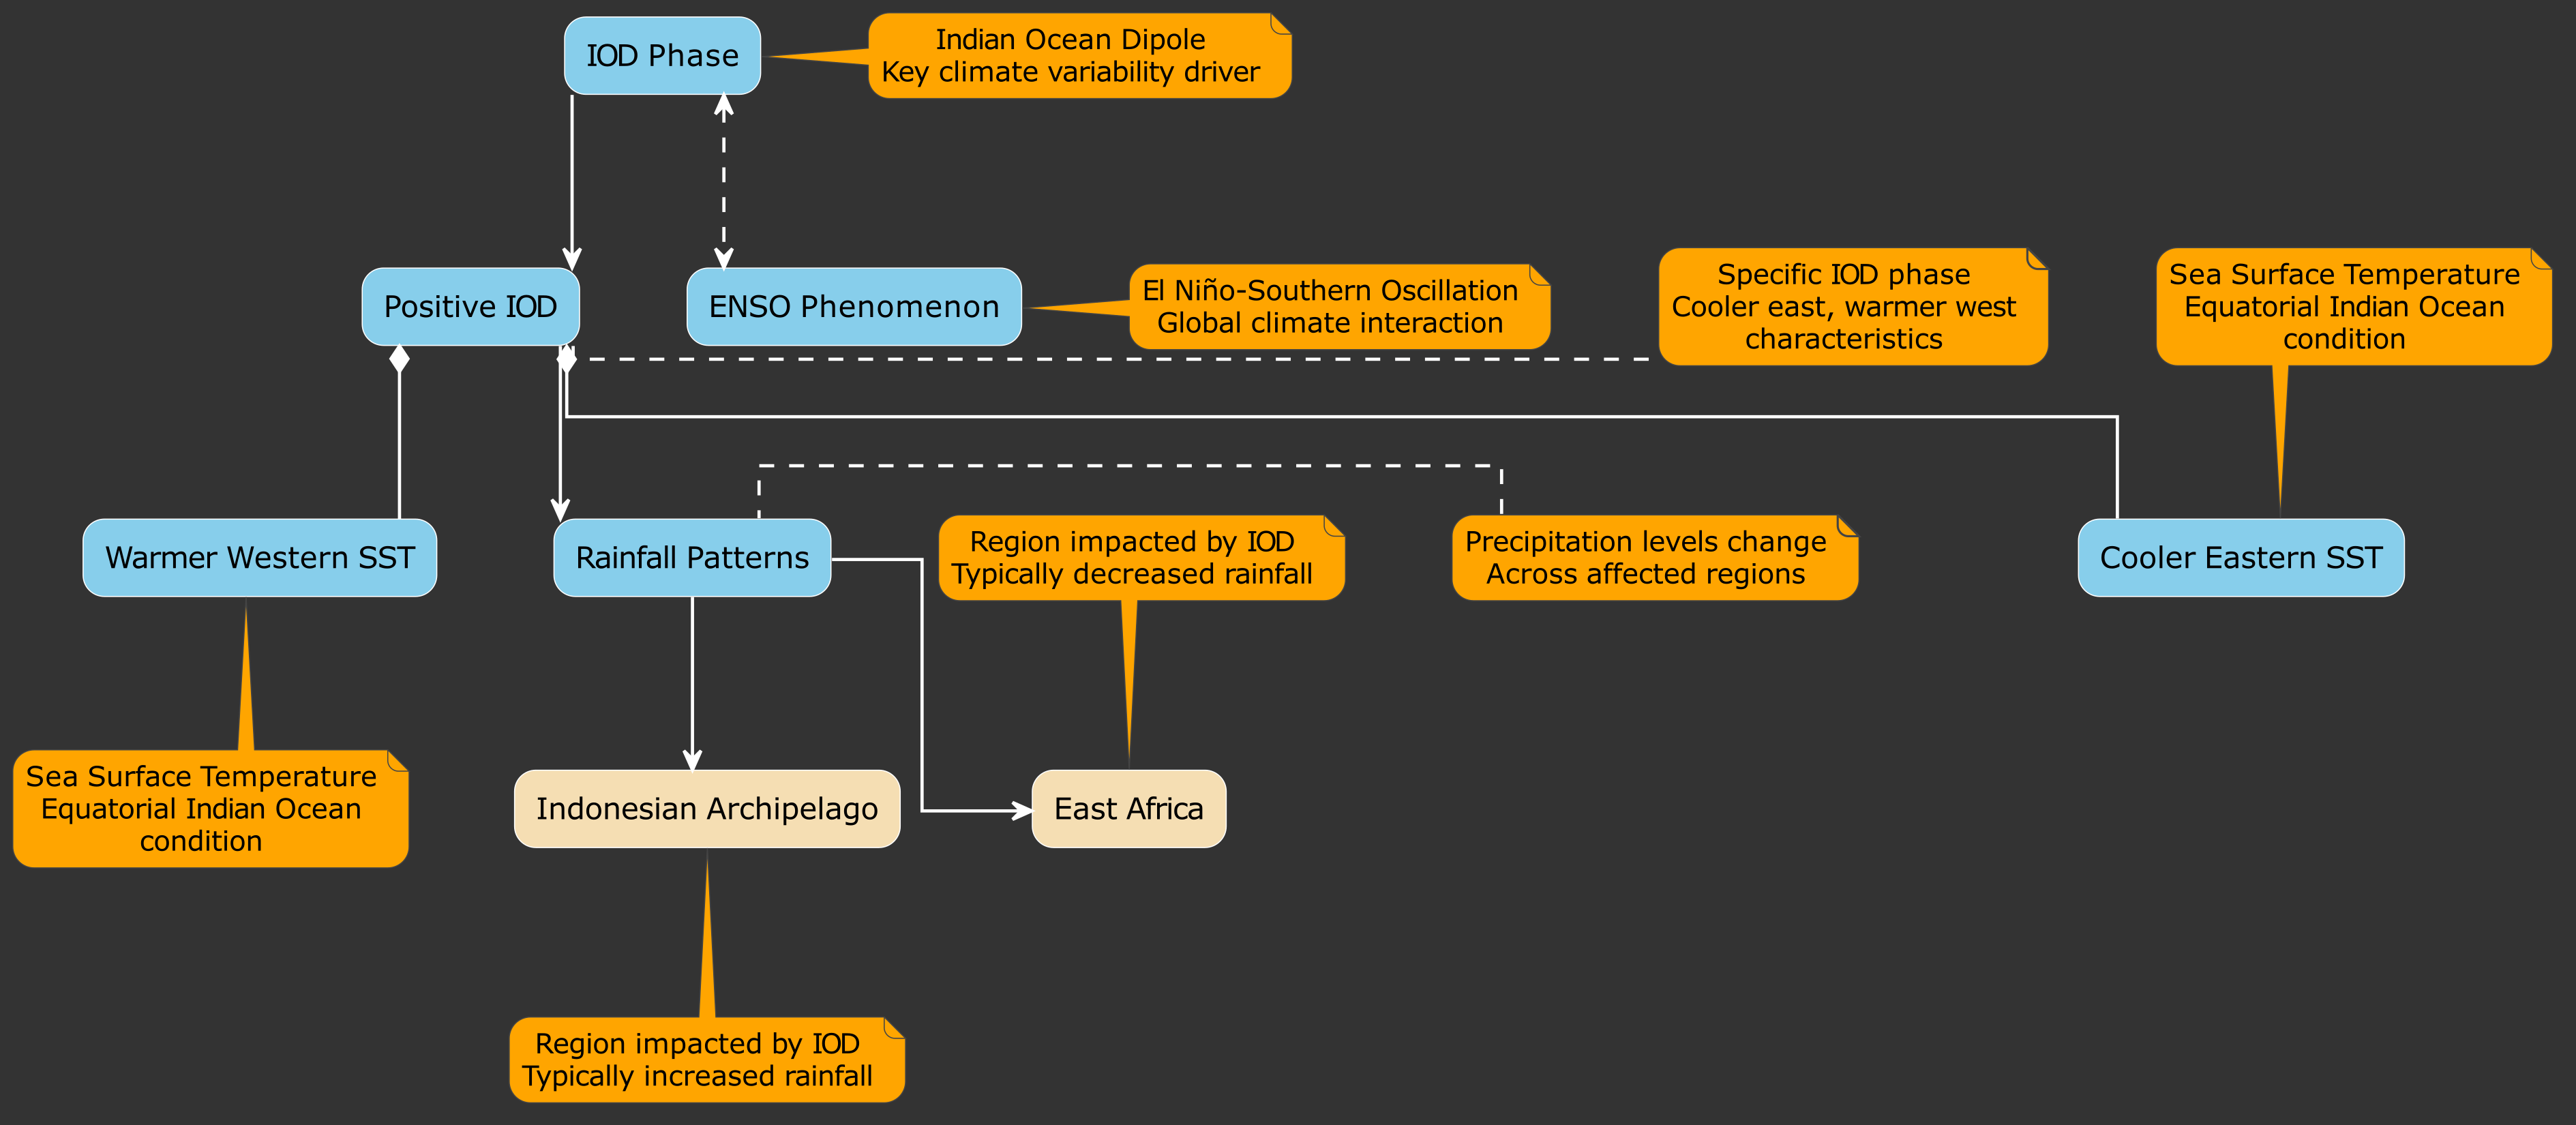 IOD Phase
Indian Ocean Dipole
Key climate variability driver
Positive IOD
ENSO Phenomenon
El Niño-Southern Oscillation
Global climate interaction
Specific IOD phase
Cooler east, warmer west
characteristics
Sea Surface Temperature
Equatorial Indian Ocean
condition
Warmer Western SST
Rainfall Patterns
Region impacted by IOD
Typically decreased rainfall
Precipitation levels change
Across affected regions
Cooler Eastern SST
Sea Surface Temperature
Equatorial Indian Ocean
condition
Indonesian Archipelago
East Africa
Region impacted by IOD
Typically increased rainfall